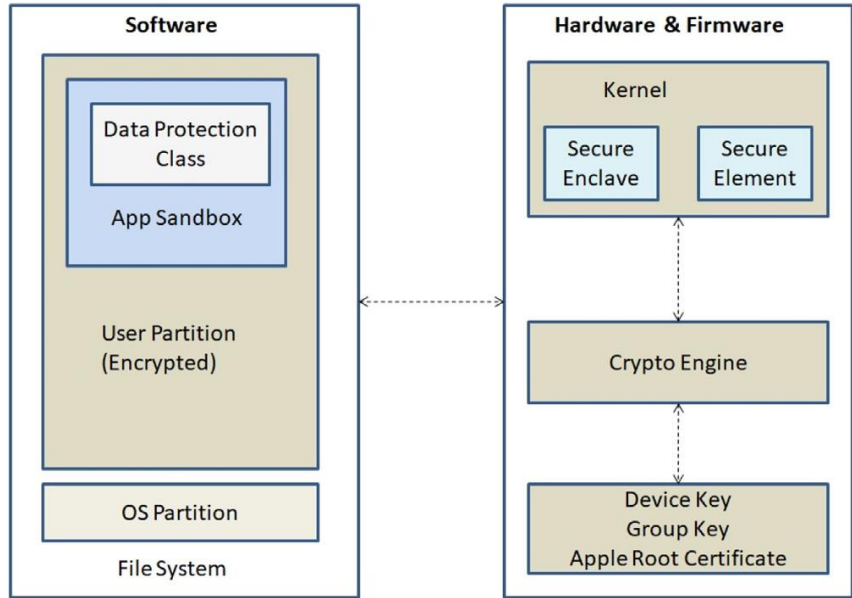 Software
Data Protection
Class
App Sandbox
User Partition
(Encrypted)
OS Partition
File System
Hardware & Firmware
Kernel
Secure
Enclave
Secure
Element
Crypto Engine
Device Key
Group Key
Apple Root Certificate